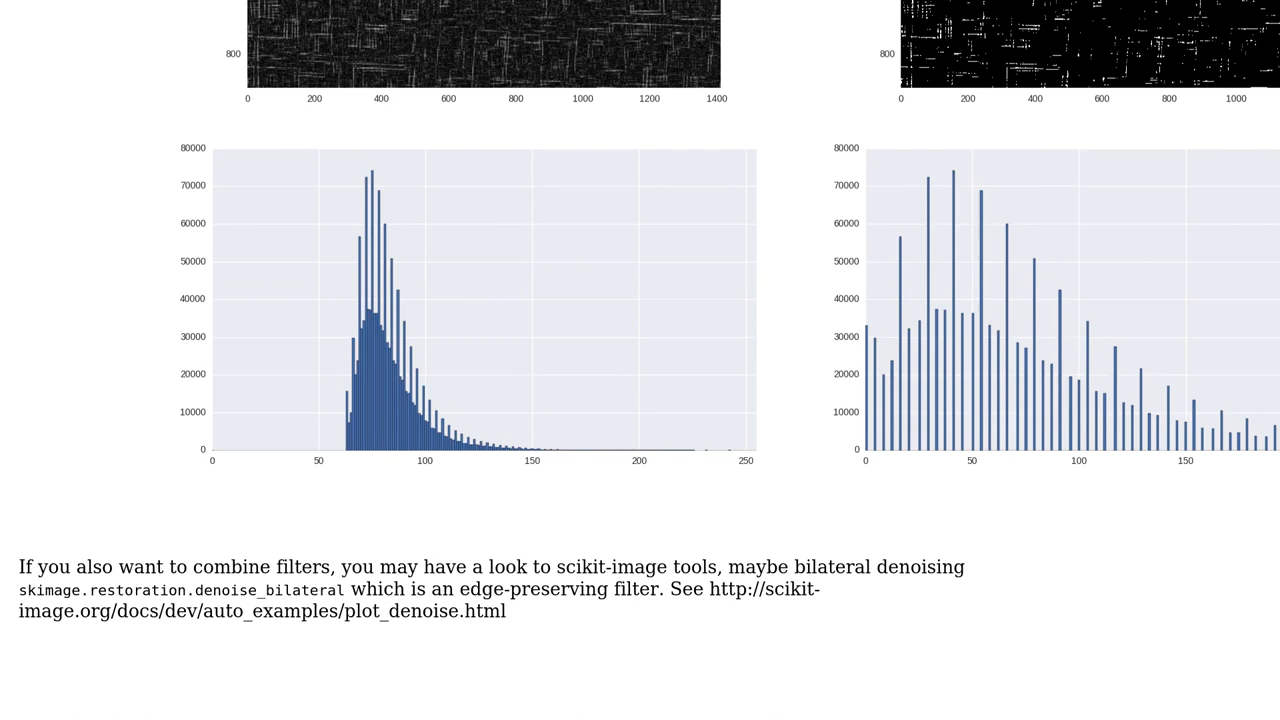 800
800
0 200 400 600 800 1000 1200 1400
0 200 400 600 800 1000
80000
70000
60000
50000
40000
30000
20000
10000
0
0 50 100 150 200 250
80000
70000
60000
50000
40000
30000
20000
10000
0
0 50 100 150
If you also want to combine filters, you may have a look to scikit-image tools, maybe bilateral denoising
skimage.restoration.denoise_bilateral which is an edge-preserving filter. See http://scikit-
image.org/docs/dev/auto_examples/plot_denoise.html